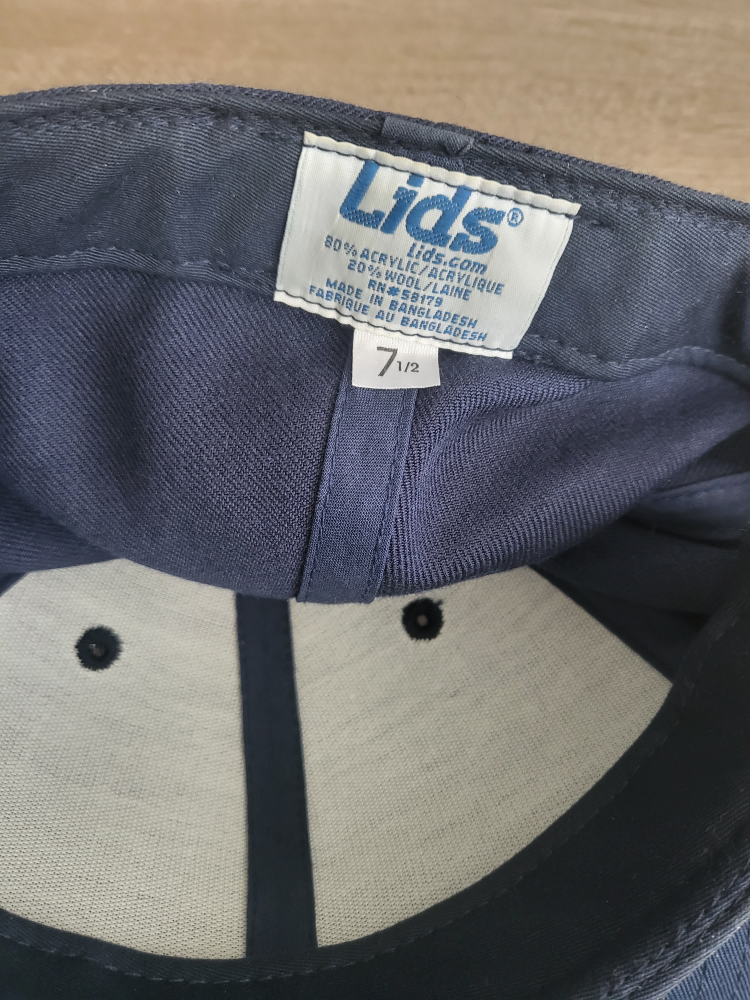 Lids®
lids.com
80% ACRYLIC/ACRYLIQUE
20% WOOL/LAINE
RN#58179
MADE IN BANGLADESH
FABRIQUE AU BANGLADESH
7 1/2